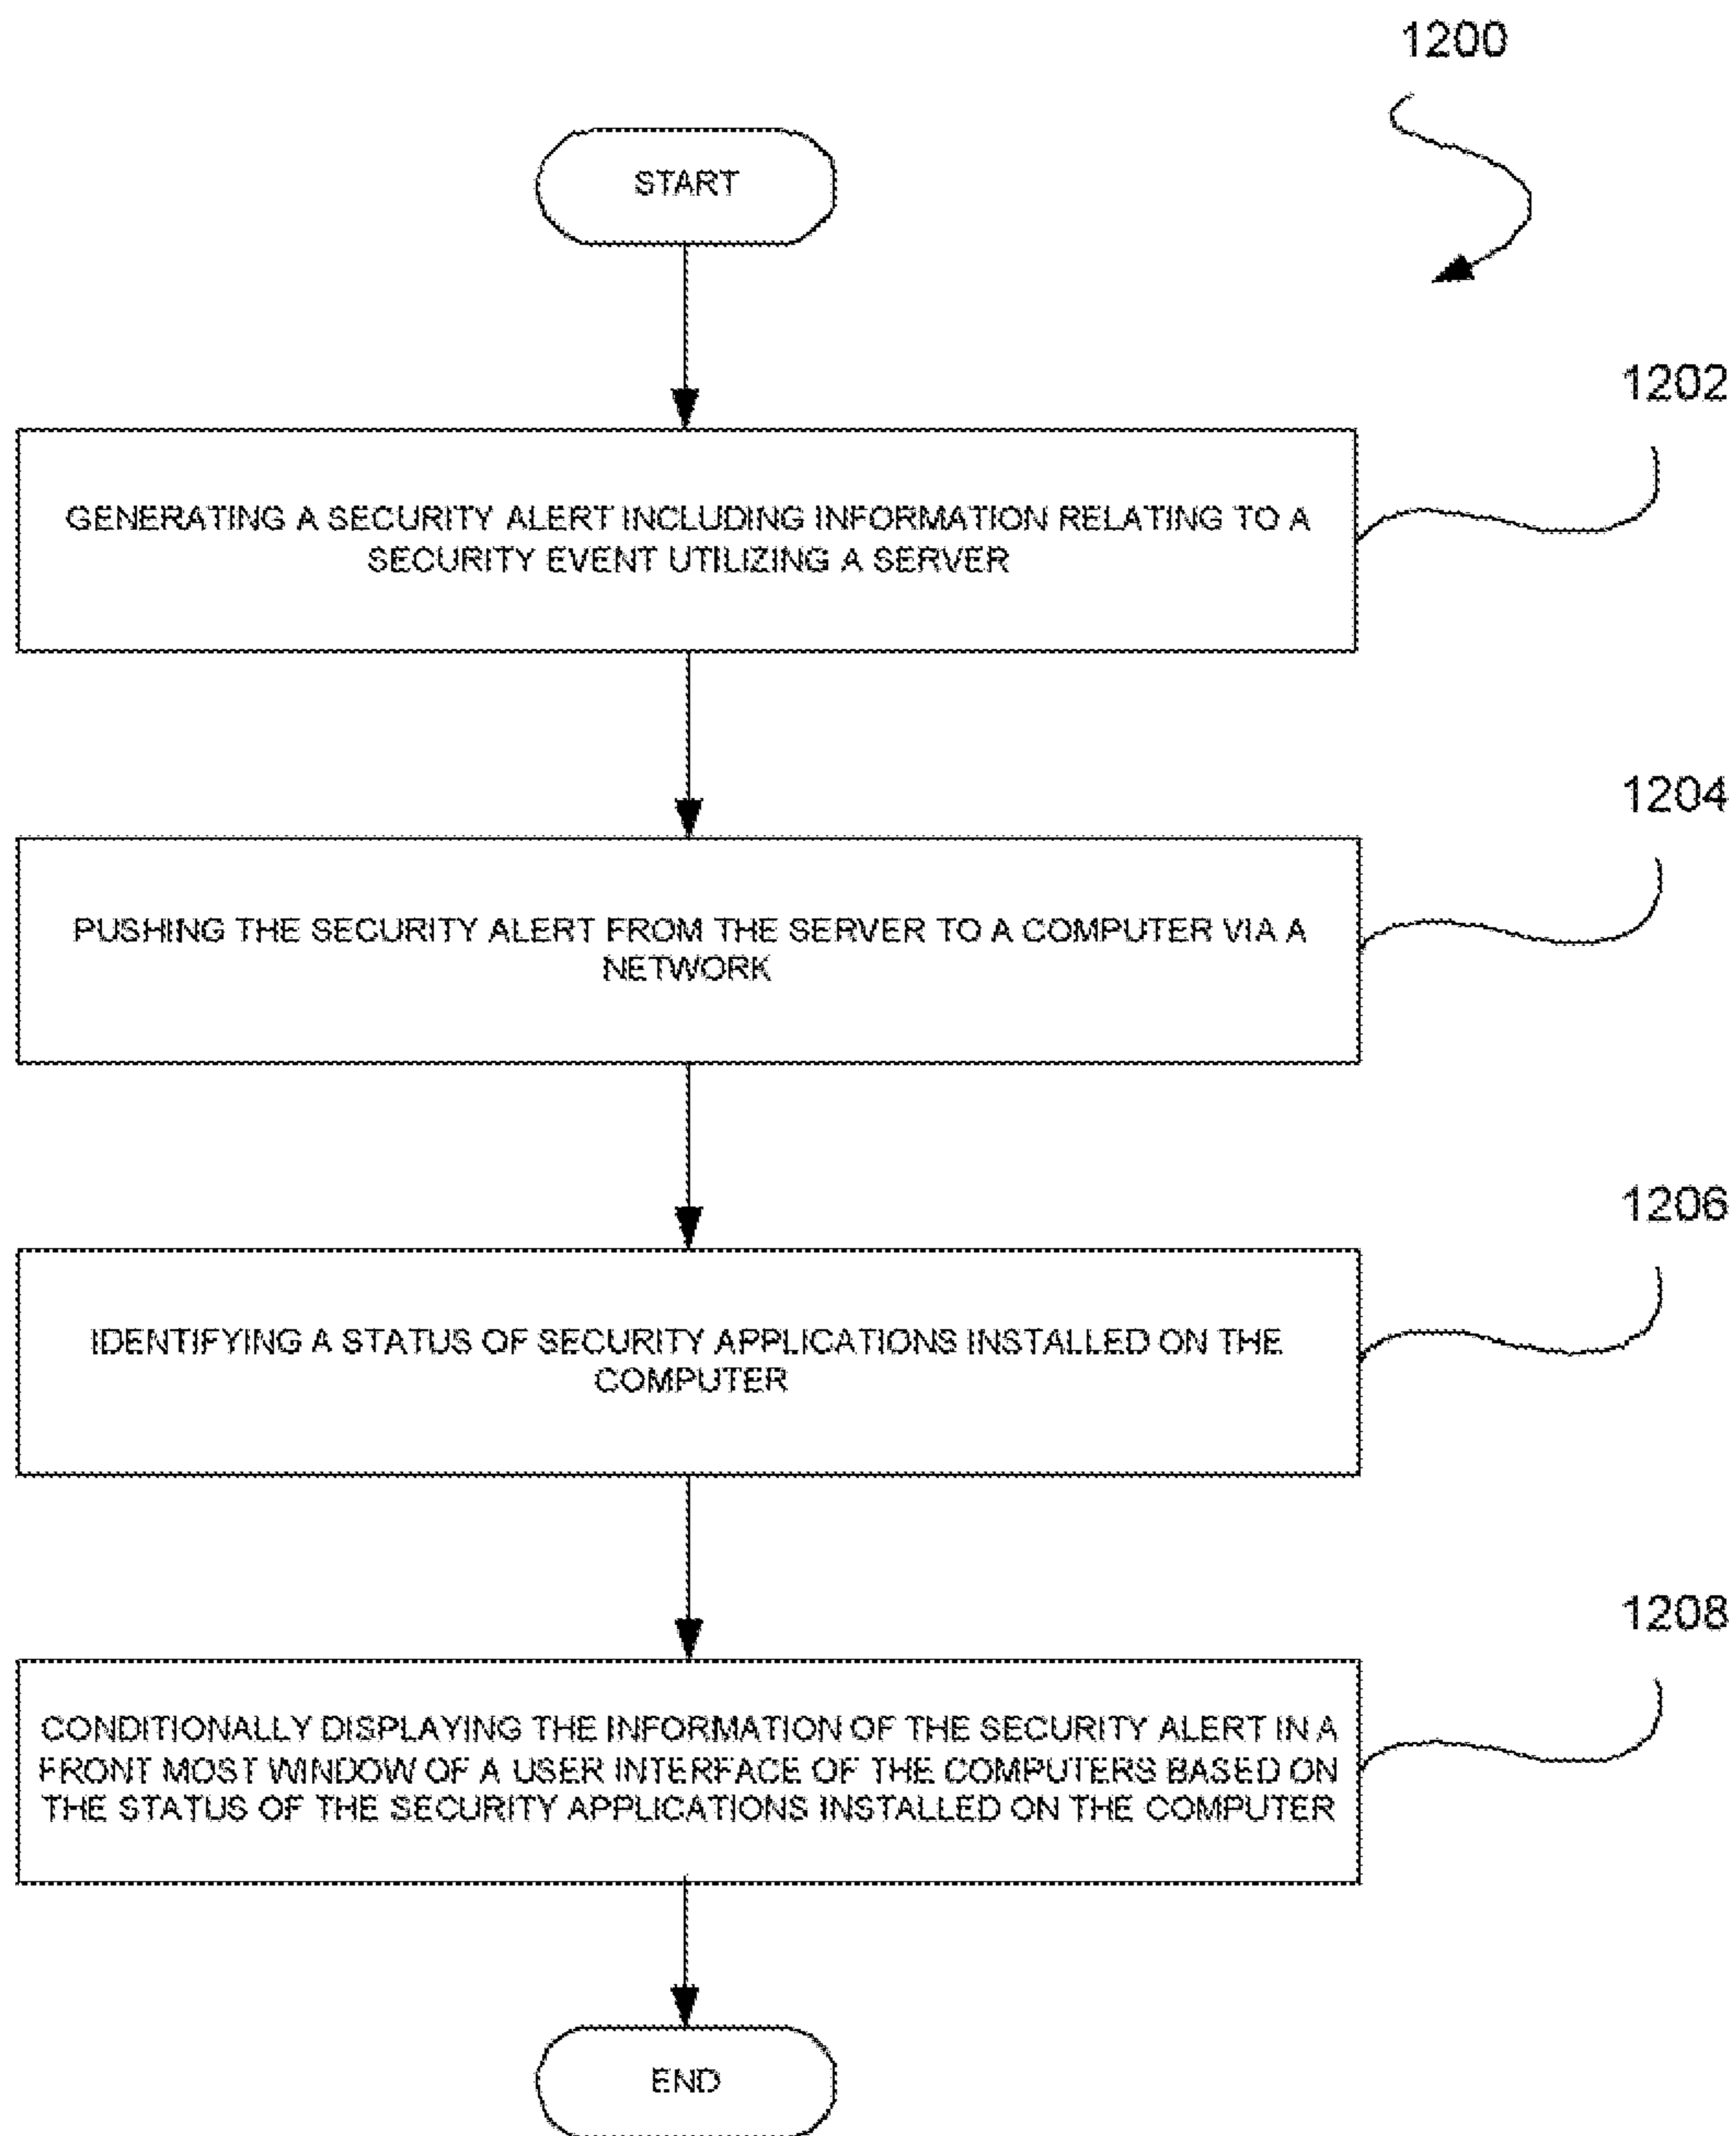 1200
START
1202
GENERATING A SECURITY ALERT INCLUDING INFORMATION RELATING TO A
SECURITY EVENT UTILIZING A SERVER
1204
PUSHING THE SECURITY ALERT FROM THE SERVER TO A COMPUTER VIA A
NETWORK
1206
IDENTIFYING A STATUS OF SECURITY APPLICATIONS INSTALLED ON THE
COMPUTER
1208
CONDITIONALLY DISPLAYING THE INFORMATION OF THE SECURITY ALERT IN A
FRONT MOST WINDOW OF A USER INTERFACE OF THE COMPUTERS BASED ON
THE STATUS OF THE SECURITY APPLICATIONS INSTALLED ON THE COMPUTER
END